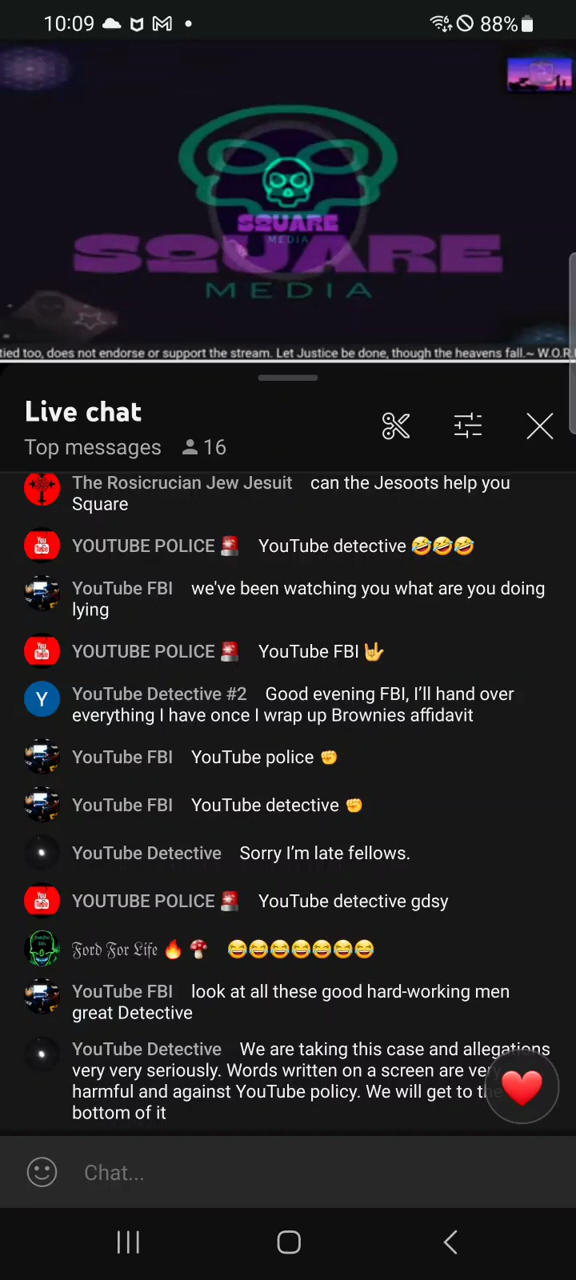 10:09
88%
SQUARE
MEDIA
SQUARE
MEDIA
tied too, does not endorse or support the stream. Let Justice be done, though the heavens fall.~ W.O.R.
Live chat
Top messages 16
The Rosicrucian Jew Jesuit can the Jesoots help you
Square
YOUTUBE POLICE 🚨 YouTube detective 🤣🤣🤣
YouTube FBI we've been watching you what are you doing
lying
YOUTUBE POLICE 🚨 YouTube FBI 🤟
Y YouTube Detective #2 Good evening FBI, I'll hand over
everything I have once I wrap up Brownies affidavit
YouTube FBI YouTube police ✊
YouTube FBI YouTube detective ✊
YouTube Detective Sorry I'm late fellows.
YOUTUBE POLICE 🚨 YouTube detective gdsy
𝔉𝔬𝔯𝔡 𝔉𝔬𝔯 𝔏𝔦𝔣𝔢 🔥 🍄 😂😂😂😂😂😂😂
YouTube FBI look at all these good hard-working men
great Detective
YouTube Detective We are taking this case and allegations
very very seriously. Words written on a screen are very
harmful and against YouTube policy. We will get to the
bottom of it
Chat...